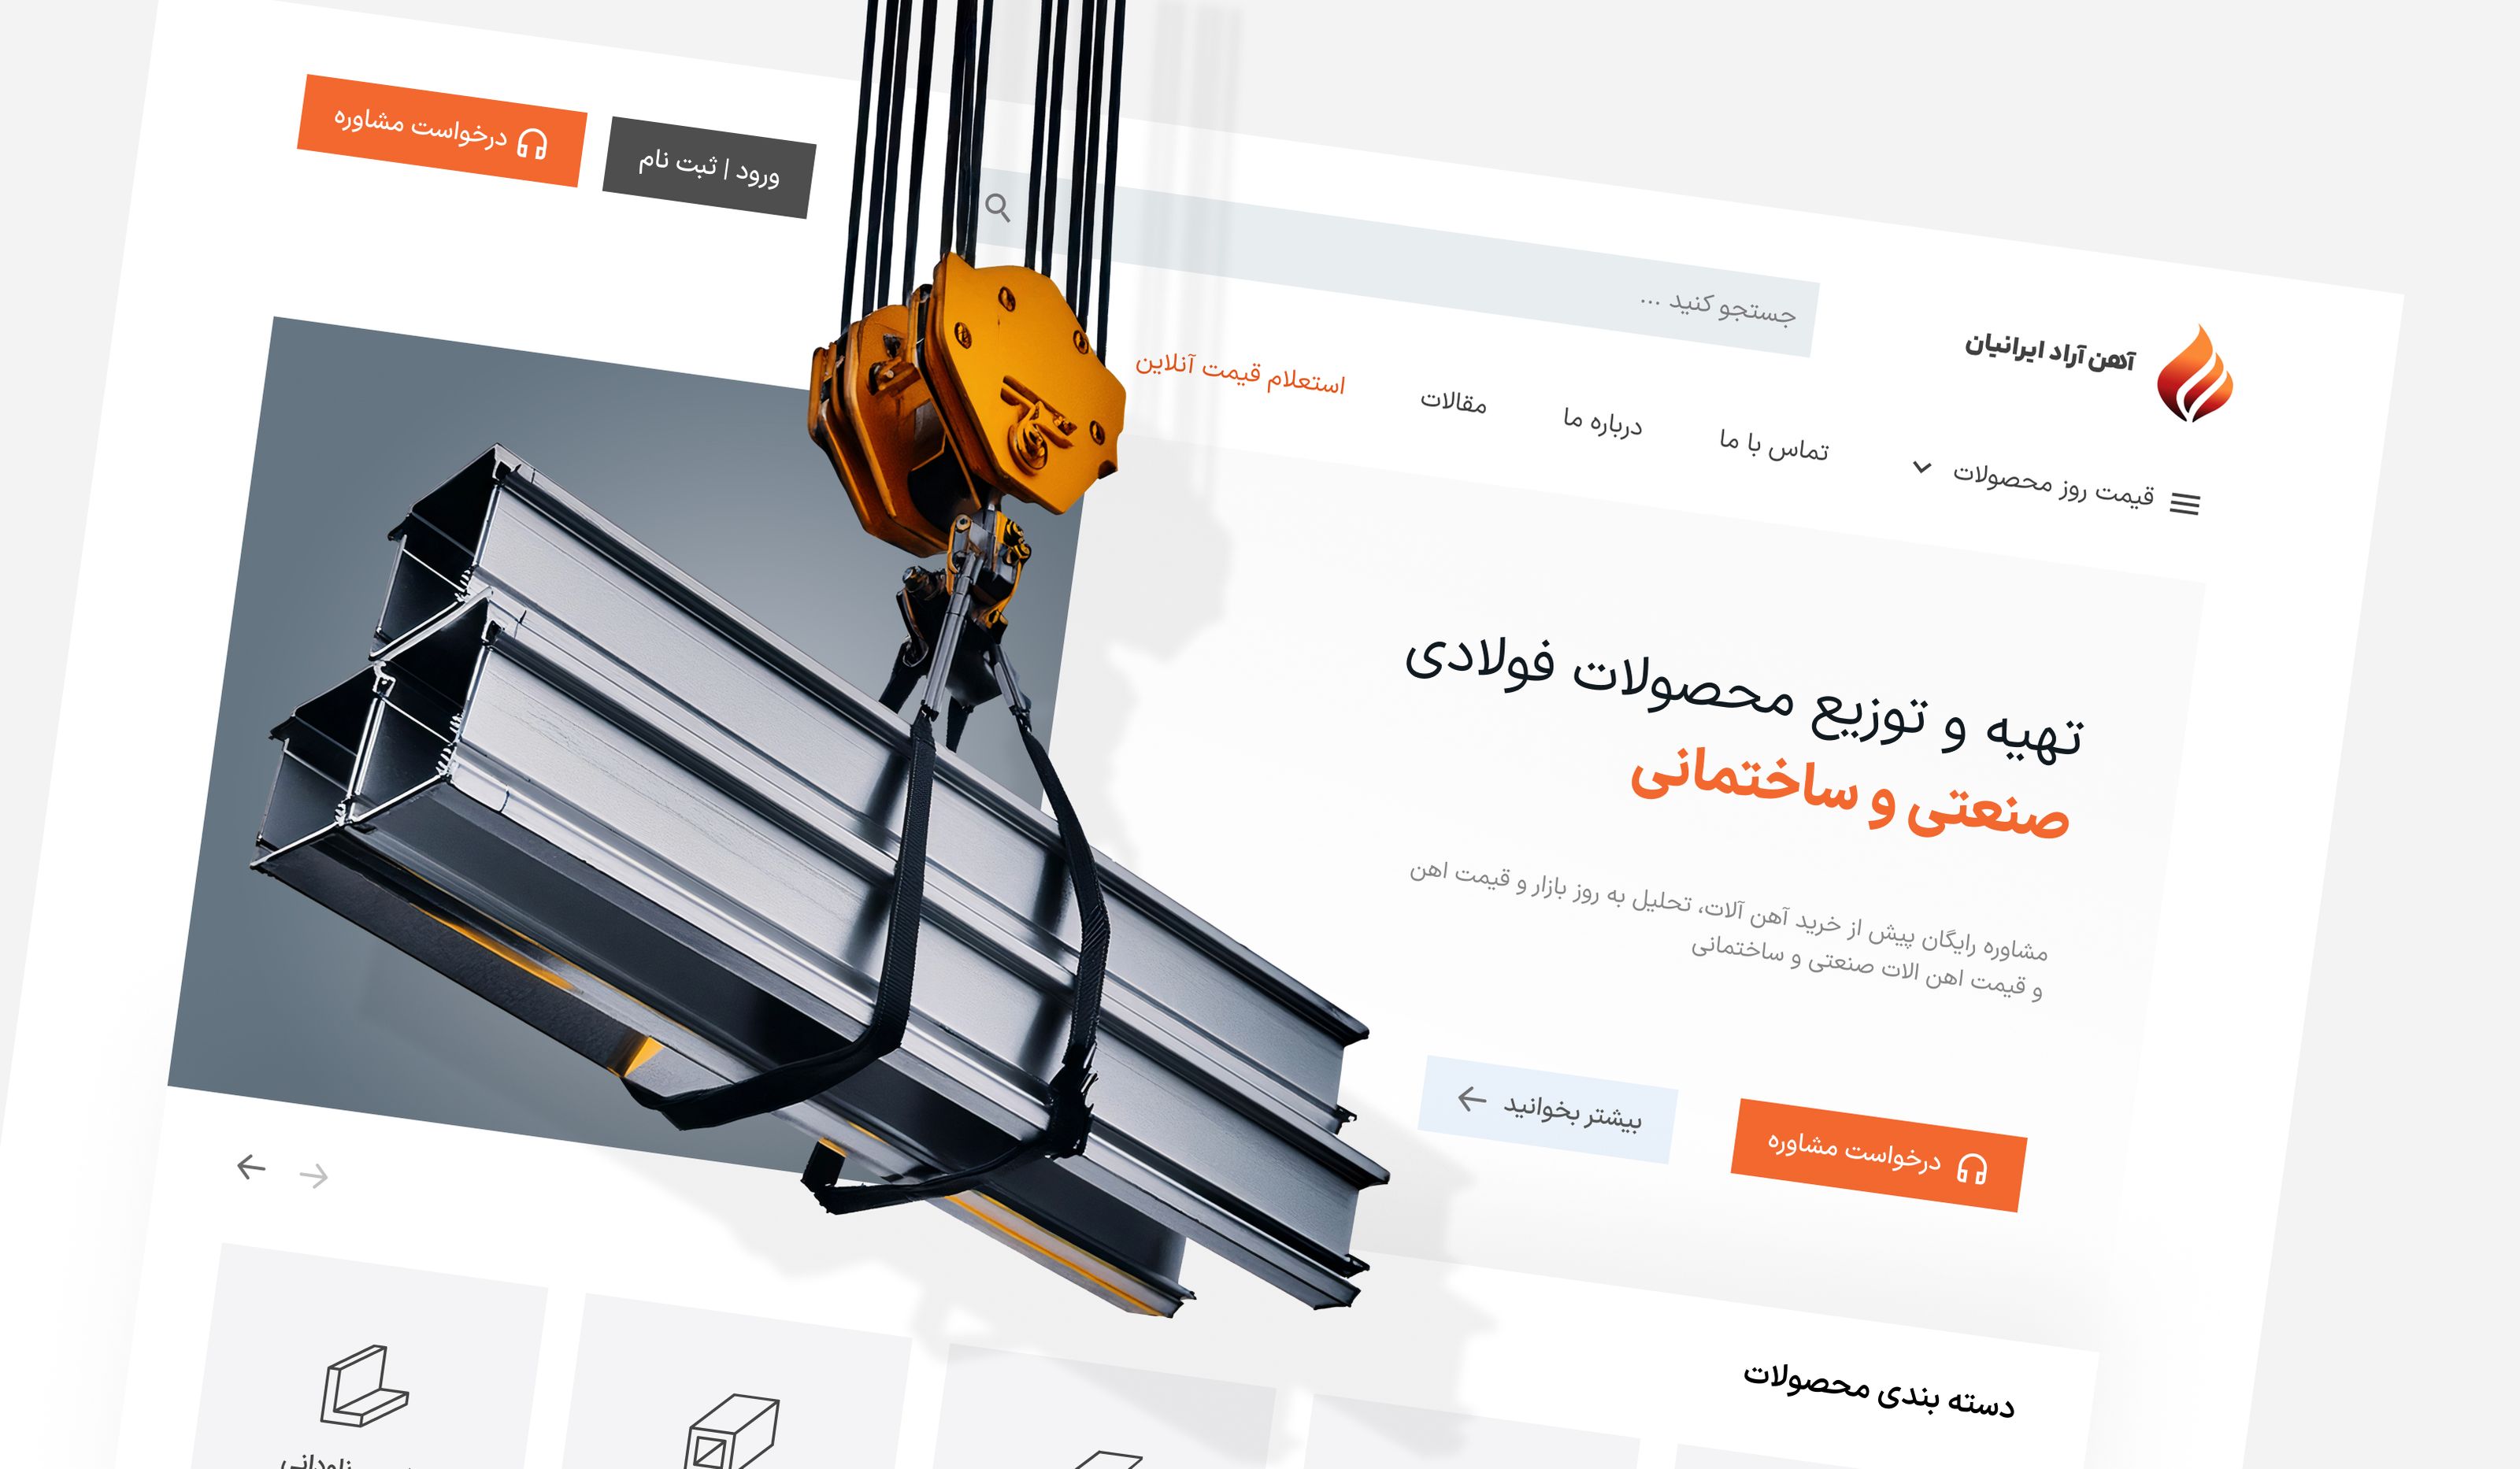 آهن آراد ایرانیان
جستجو کنید ...
ورود | ثبت نام
درخواست مشاوره
قیمت روز محصولات
تماس با ما
درباره ما
مقالات
استعلام قیمت آنلاین
تهیه و توزیع محصولات فولادی
صنعتی و ساختمانی
مشاوره رایگان پیش از خرید آهن آلات، تحلیل به روز بازار و قیمت اهن
و قیمت اهن الات صنعتی و ساختمانی
درخواست مشاوره
بیشتر بخوانید
دسته بندی محصولات
ناودانی